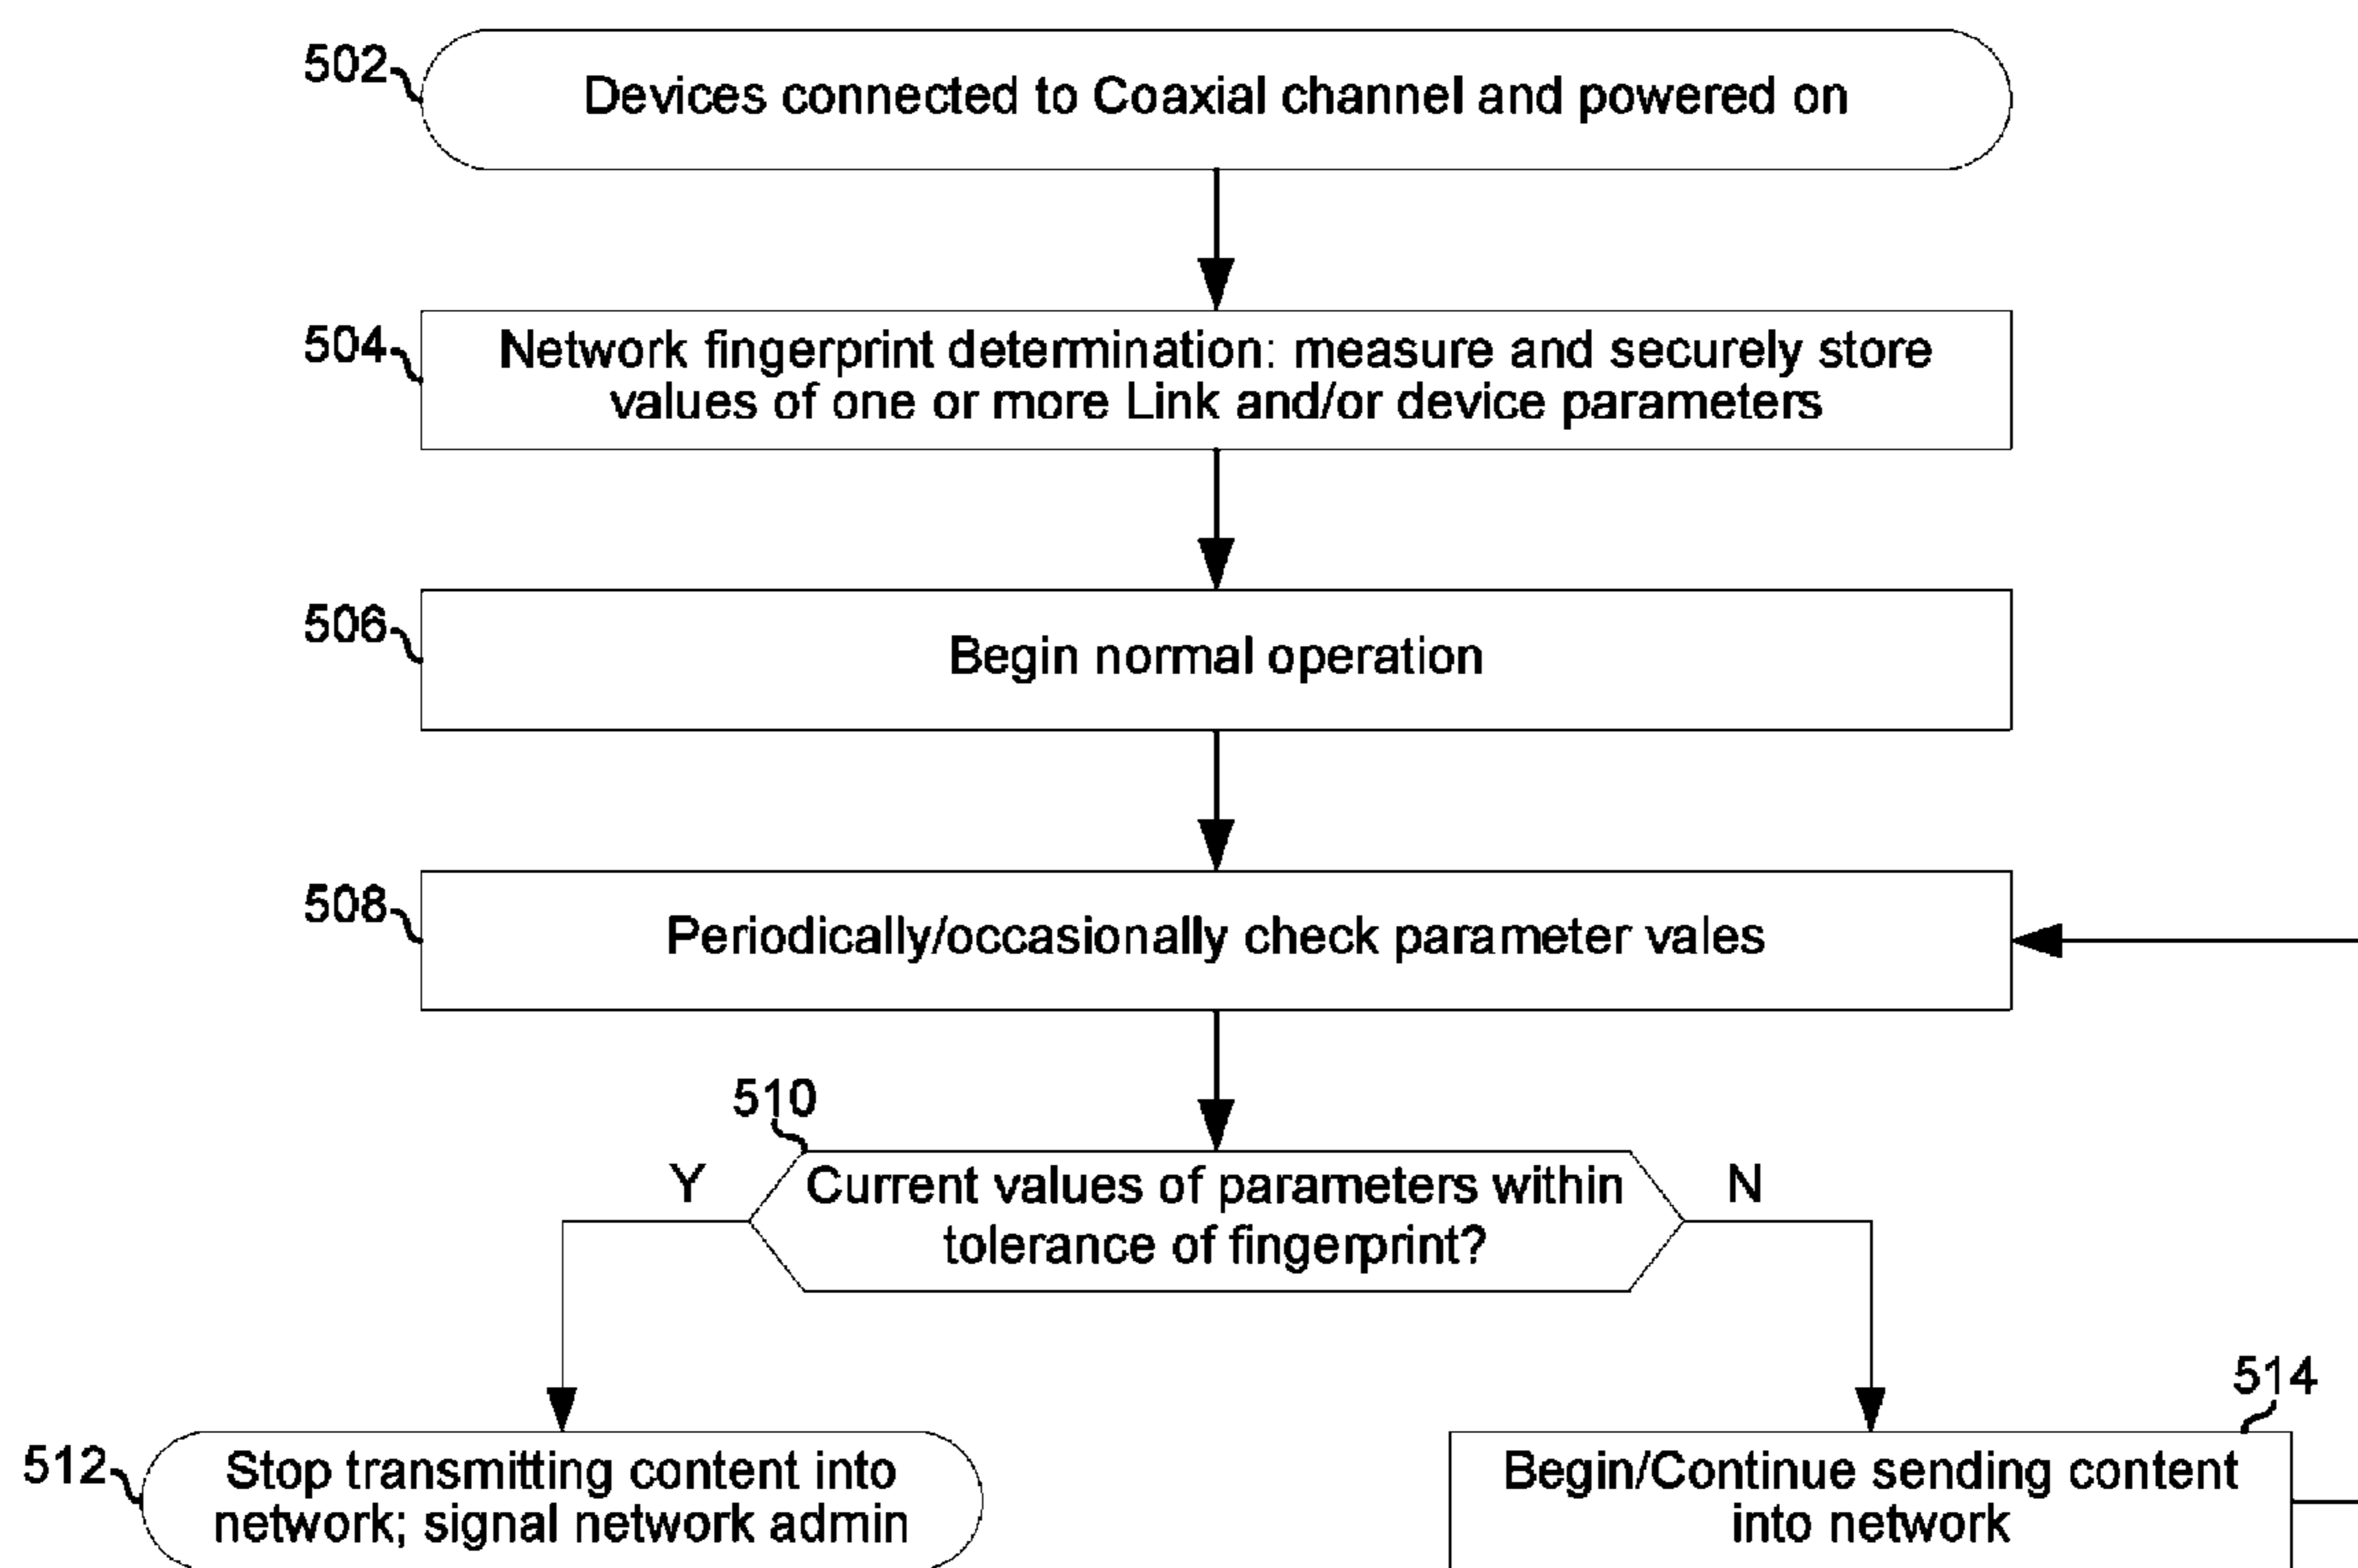 502
Devices connected to Coaxial channel and powered on
504
Network fingerprint determination: measure and securely store
values of one or more Link and/or device parameters
506
Begin normal operation
508
Periodically/occasionally check parameter vales
510
Y
Current values of parameters within
tolerance of fingerprint?
N
512
Stop transmitting content into
network; signal network admin
514
Begin/Continue sending content
into network